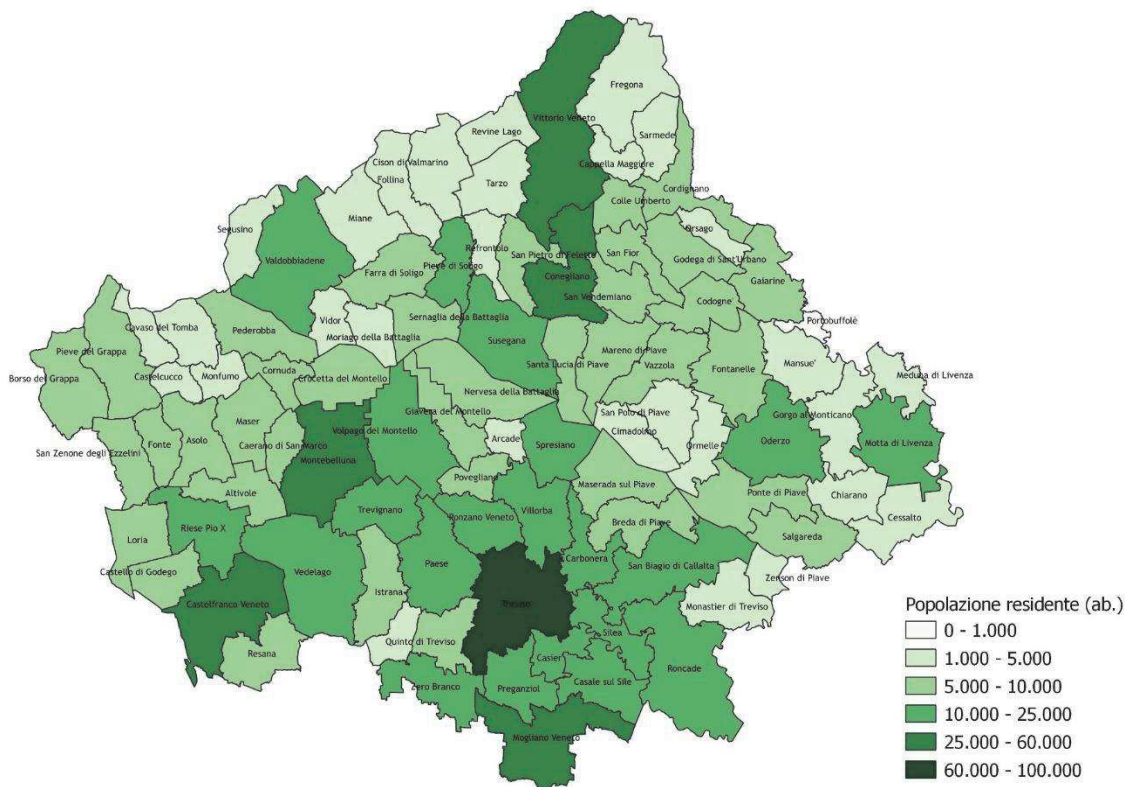 Fregona
Vittorio Veneto
Revine Lago
Sarmede
Cison di Valmarino
Cappella Maggiore
Follina
Tarzo
Cordignano
Colle Umberto
Miane
Segusino
Orsago
Refrontolo
San Pietro di Feletto
San Fior
Godega di Sant'Urbano
Valdobbiadene
Pieve di Soligo
Farra di Soligo
Conegliano
Gaiarine
San Vendemiano
Codogne'
Portobuffolè
Cavaso del Tomba
Pederobba
Vidor
Sernaglia della Battaglia
Moriago della Battaglia
Susegana
Mareno di Piave
Pieve del Grappa
Santa Lucia di Piave
Vazzola
Fontanelle
Mansue'
Meduna di Livenza
Borso del Grappa
Castelcucco
Monfumo
Cornuda
Crocetta del Montello
Nervesa della Battaglia
Giavera del Montello
San Polo di Piave
Gorgo al Monticano
Maser
Arcade
Cimadolmo
Ormelle
Oderzo
Motta di Livenza
San Zenone degli Ezzelini
Fonte
Asolo
Caerano di San Marco
Volpago del Montello
Spresiano
Montebelluna
Povegliano
Maserada sul Piave
Altivole
Ponte di Piave
Chiarano
Trevignano
Ponzano Veneto
Villorba
Cessalto
Riese Pio X
Breda di Piave
Loria
Salgareda
Castello di Godego
Vedelago
Paese
Carbonera
San Biagio di Callalta
Zenson di Piave
Istrana
Castelfranco Veneto
Treviso
Monastier di Treviso
Quinto di Treviso
Silea
Resana
Casier
Roncade
Zero Branco
Preganziol
Casale sul Sile
Mogliano Veneto
Popolazione residente (ab.)
0 - 1.000
1.000 - 5.000
5.000 - 10.000
10.000 - 25.000
25.000 - 60.000
60.000 - 100.000